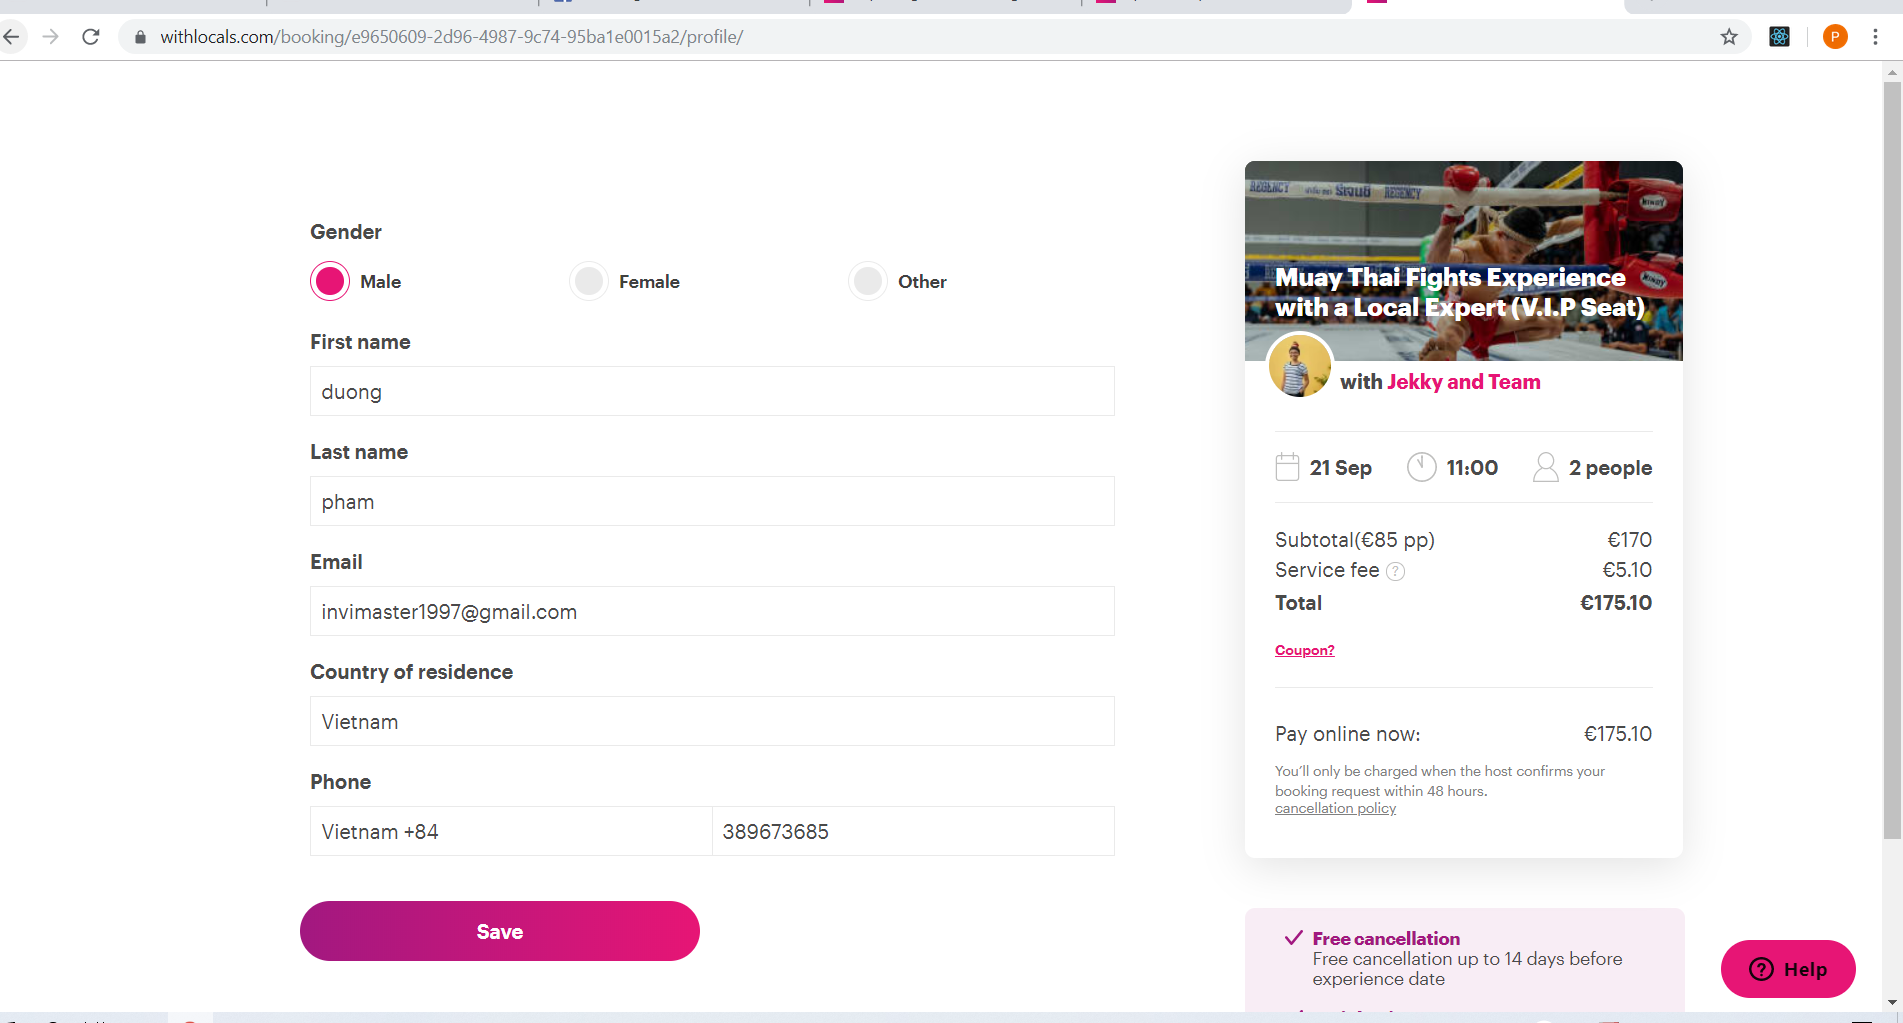 withlocals.com/booking/e9650609-2d96-4987-9c74-95ba1e0015a2/profile/
P
Gender
Male
Female
Other
First name
duong
Last name
pham
Email
invimaster1997@gmail.com
Country of residence
Vietnam
Phone
Vietnam +84
389673685
Save
REGENCY
REGENCY
WINDY
WINDY
Muay Thai Fights Experience
with a Local Expert (V.I.P Seat)
with Jekky and Team
21 Sep
11:00
2 people
Subtotal(€85 pp)
€170
Service fee ?
€5.10
Total
€175.10
Coupon?
Pay online now:
€175.10
You'll only be charged when the host confirms your
booking request within 48 hours.
cancellation policy
Free cancellation
Free cancellation up to 14 days before
experience date
? Help